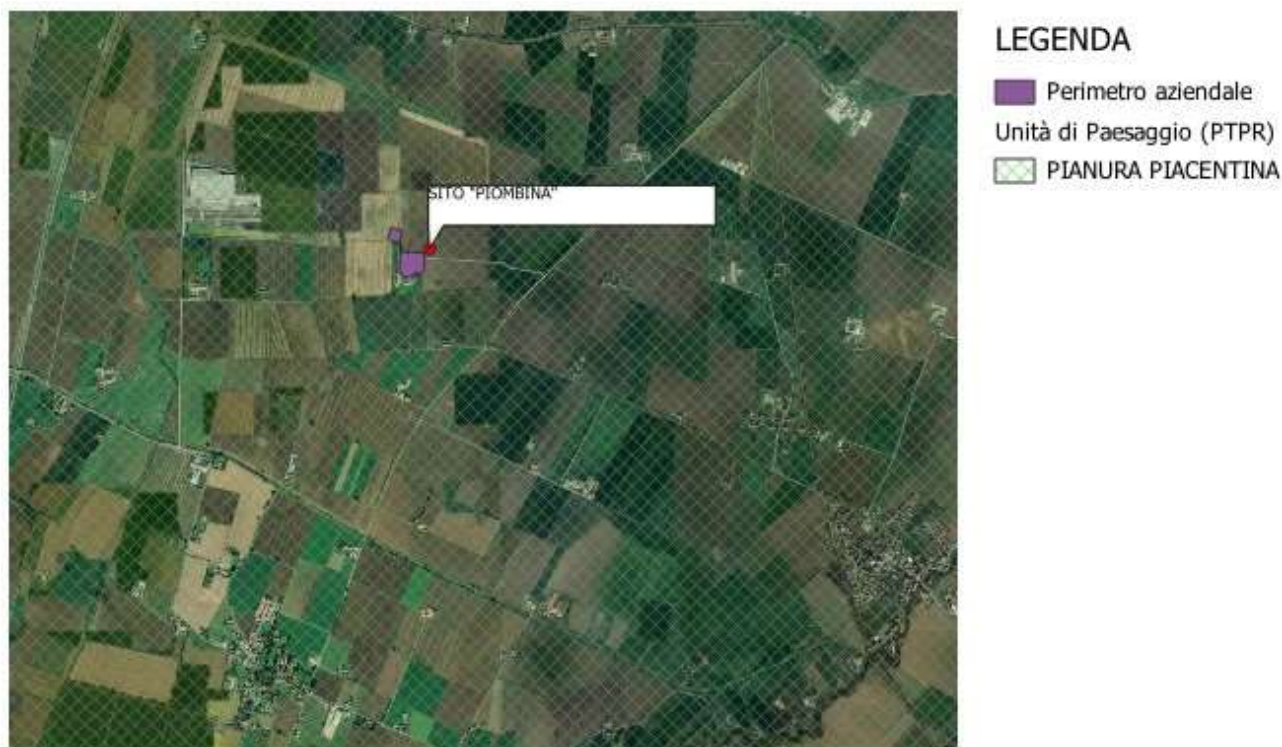 SITO "PIOMBINA"
LEGENDA
Perimetro aziendale
Unità di Paesaggio (PTPR)
PIANURA PIACENTINA